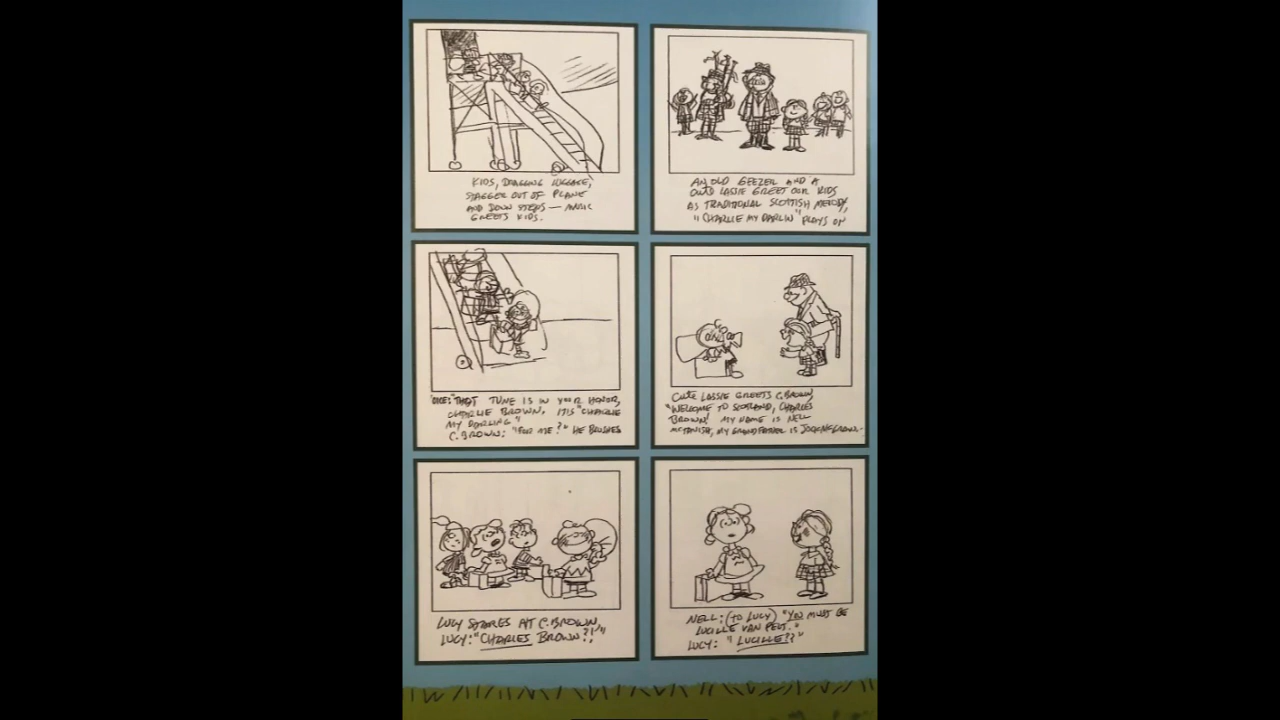 KIDS, DRAGGING LUGGAGE,
STAGGER OUT OF PLANE
AND DOWN STEPS — MUSIC
GREETS KIDS.
AN OLD GEEZER AND A
CUTE LASSIE GREET OUR KIDS
AS TRADITIONAL SCOTTISH MELODY,
"CHARLIE MY DARLIN" PLAYS ON
VOICE: "THAT TUNE IS IN YOUR HONOR,
CHARLIE BROWN, IT IS "CHARLIE
MY DARLING"
C. BROWN: "FOR ME?" HE BLUSHES
CUTE LASSIE GREETS C. BROWN,
"WELCOME TO SCOTLAND, CHARLES
BROWN! MY NAME IS NELL
MCTAVISH, MY GRANDFATHER IS
LUCY STARES AT C. BROWN,
LUCY: "CHARLES BROWN?!"
NELL: (TO LUCY) "YOU MUST BE
LUCILLE VAN PELT."
LUCY: "LUCILLE??"